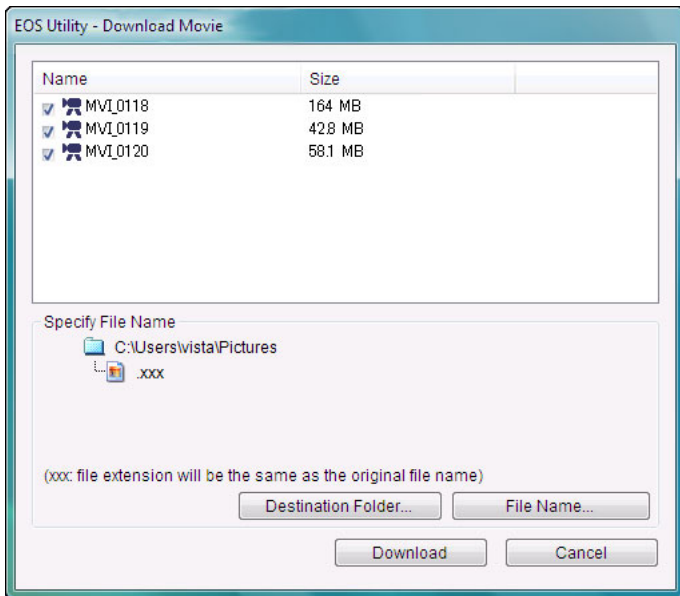 EOS Utility - Download Movie
Name Size
MVI_0118 164 MB
MVI_0119 42.8 MB
MVI_0120 58.1 MB
Specify File Name
C:\Users\vista\Pictures
.xxx
(xxx: file extension will be the same as the original file name)
Destination Folder... File Name...
Download Cancel